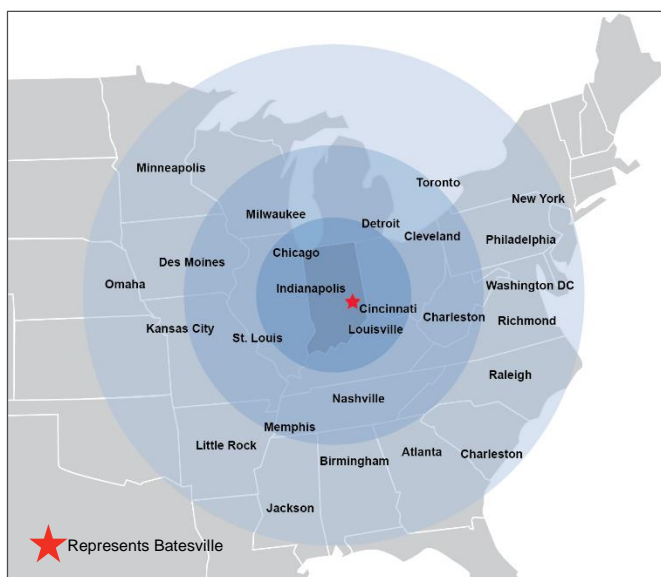 Minneapolis
Toronto
New York
Milwaukee
Detroit
Cleveland
Philadelphia
Chicago
Des Moines
Omaha
Indianapolis
Washington DC
Cincinnati
Charleston
Richmond
Kansas City
St. Louis
Louisville
Raleigh
Nashville
Memphis
Little Rock
Birmingham
Atlanta
Charleston
Jackson
Represents Batesville